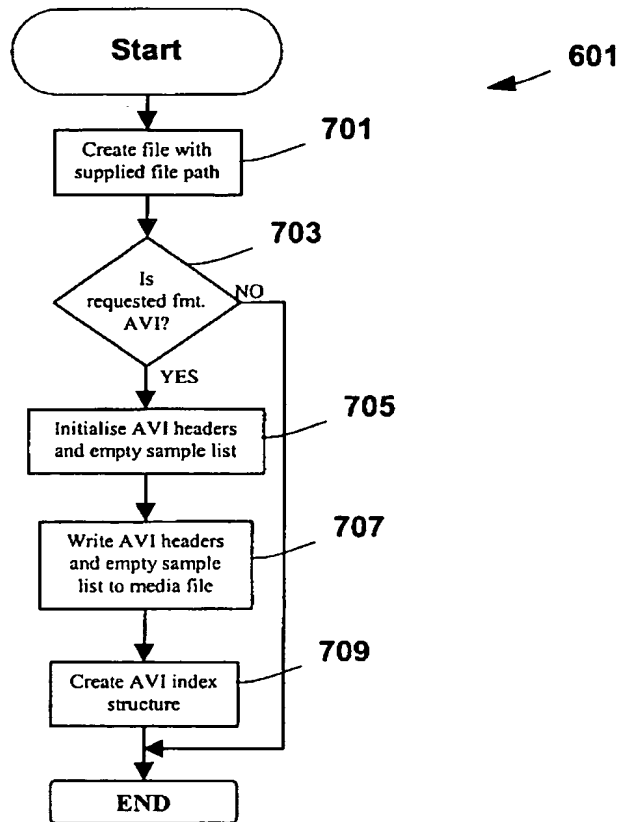 Start
601
701
Create file with
supplied file path
703
Is
requested fmt.
AVI?
NO
YES
705
Initialise AVI headers
and empty sample list
707
Write AVI headers
and empty sample
list to media file
709
Create AVI index
structure
END